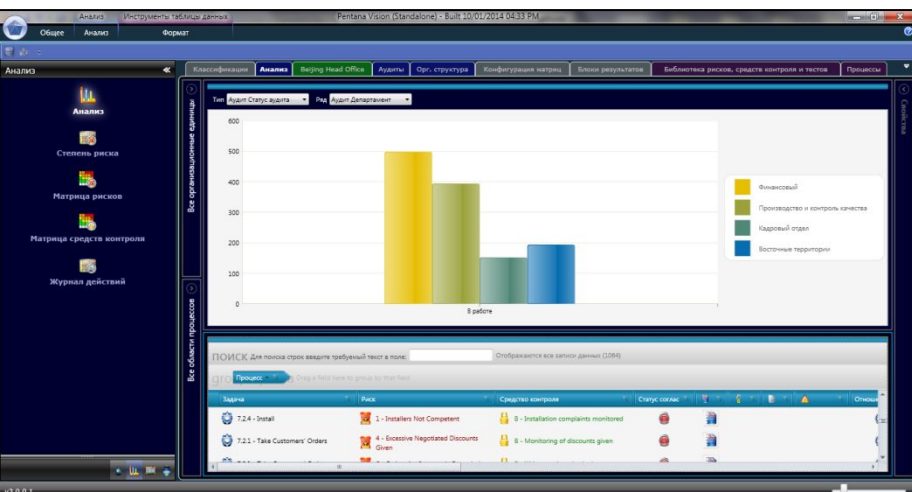 Анализ Инструменты таблицы данных Pentana Vision (Standalone) - Built 10/01/2014 04:33 PM
Общее Анализ Формат
Анализ Классификации Анализ Beijing Head Office Аудиты Орг. структура Конфигурация матриц Блоки результатов Библиотека рисков, средств контроля и тестов Процессы
Анализ
Степень риска
Матрица рисков
Матрица средств контроля
Журнал действий
Все организационные единицы
Все области процессов
Свойства
Тип Аудит Статус аудита Ряд Аудит Департамент
600
500
400
300
200
100
0
В работе
Финансовый
Производство и контроль качества
Кадровый отдел
Восточные территории
ПОИСК Для поиска строк введите требуемый текст в поле: Отображаются все записи данных (1094)
Процесс Drag a field here to group by that field
Задача Риск Средство контроля Статус соглас Отноше
7.2.4 - Install 1 - Installers Not Competent 8 - Installation complaints monitored
7.2.1 - Take Customers' Orders 4 - Excessive Negotiated Discounts Given 8 - Monitoring of discounts given
v3.0.0.1